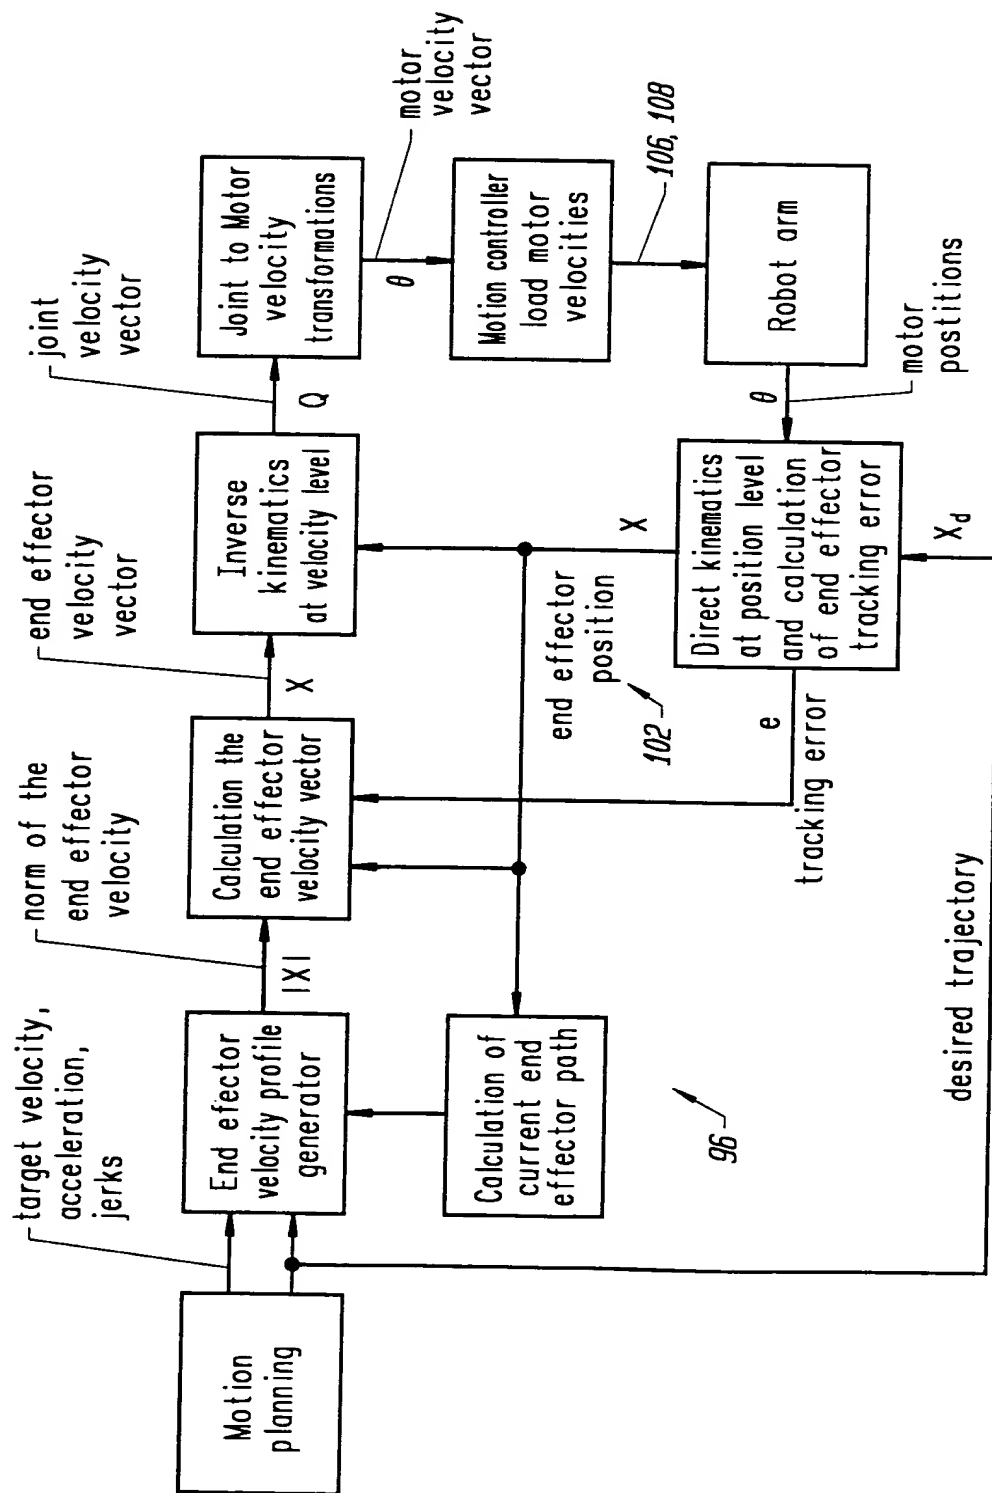 target velocity,
acceleration,
jerks
norm of the
end effector
velocity
end effector
velocity
vector
joint
velocity
vector
Motion
planning
End efector
velocity profile
generator
|X|
Calculation the
end effector
velocity vector
X
Inverse
kinematics
at velocity level
Q
Joint to Motor
velocity
transformations
θ
motor
velocity
vector
Calculation of
current end
effector path
end effector
position
102
X
Motion controller
load motor
velocities
106, 108
96
e
tracking error
Direct kinematics
at position level
and calculation
of end effector
tracking error
θ
motor
postitions
Robot arm
desired trajectory
Xd